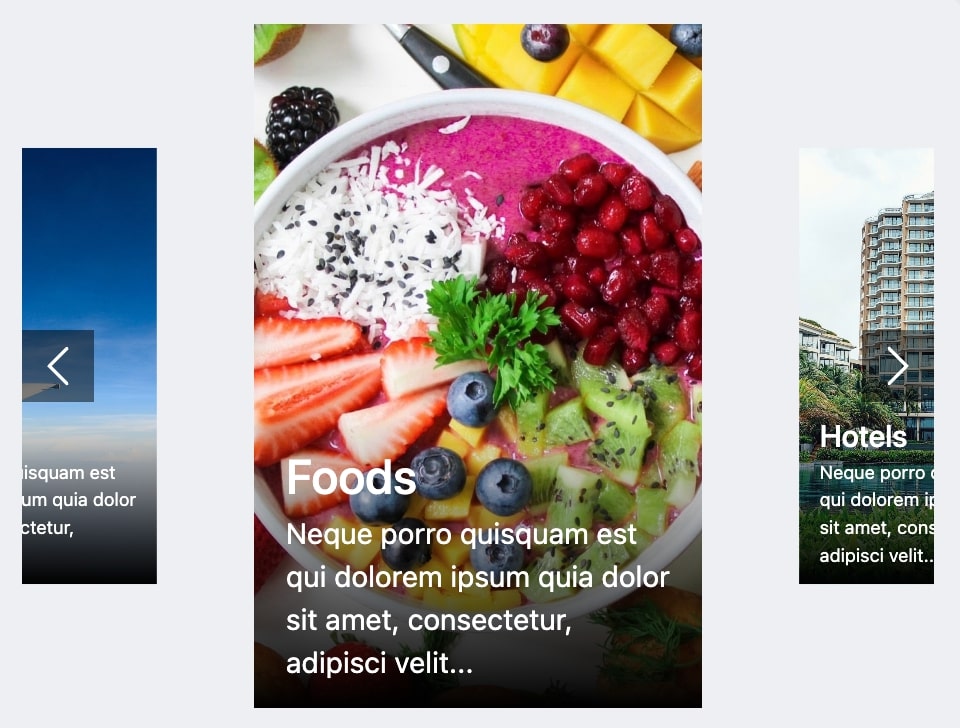 quisquam est
um quia dolor
ctetur,
Foods
Neque porro quisquam est
qui dolorem ipsum quia dolor
sit amet, consectetur,
adipisci velit...
Hotels
Neque porro
qui dolorem ip
sit amet, cons
adipisci velit..